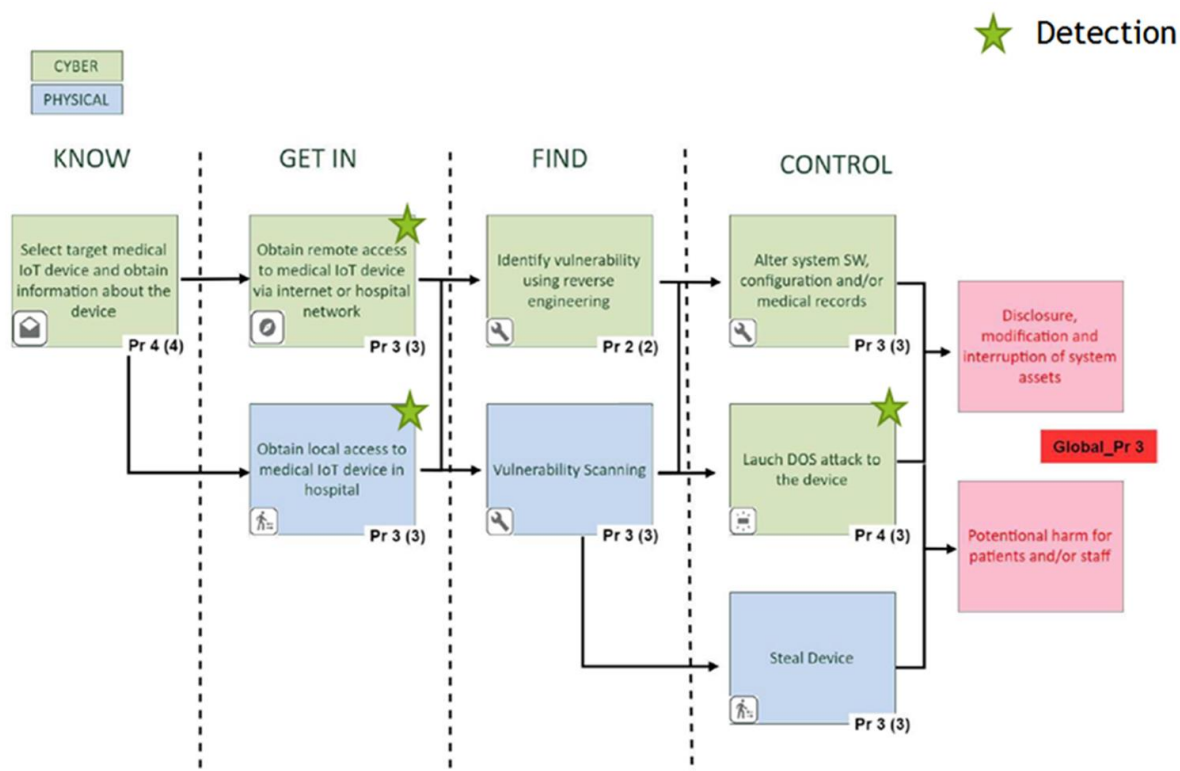 Detection
CYBER
PHYSICAL
KNOW
GET IN
FIND
CONTROL
Select target medical
IoT device and obtain
information about the
device
Pr 4 (4)
Obtain remote access
to medical IoT device
via internet or hospital
network
Pr 3 (3)
Identify vulnerability
using reverse
engineering
Pr 2 (2)
Alter system SW,
configuration and/or
medical records
Pr 3 (3)
Disclosure,
modification and
interruption of system
assets
Obtain local access to
medical IoT device in
hospital
Pr 3 (3)
Vulnerability Scanning
Pr 3 (3)
Lauch DOS attack to
the device
Pr 4 (3)
Global_Pr 3
Potentional harm for
patients and/or staff
Steal Device
Pr 3 (3)